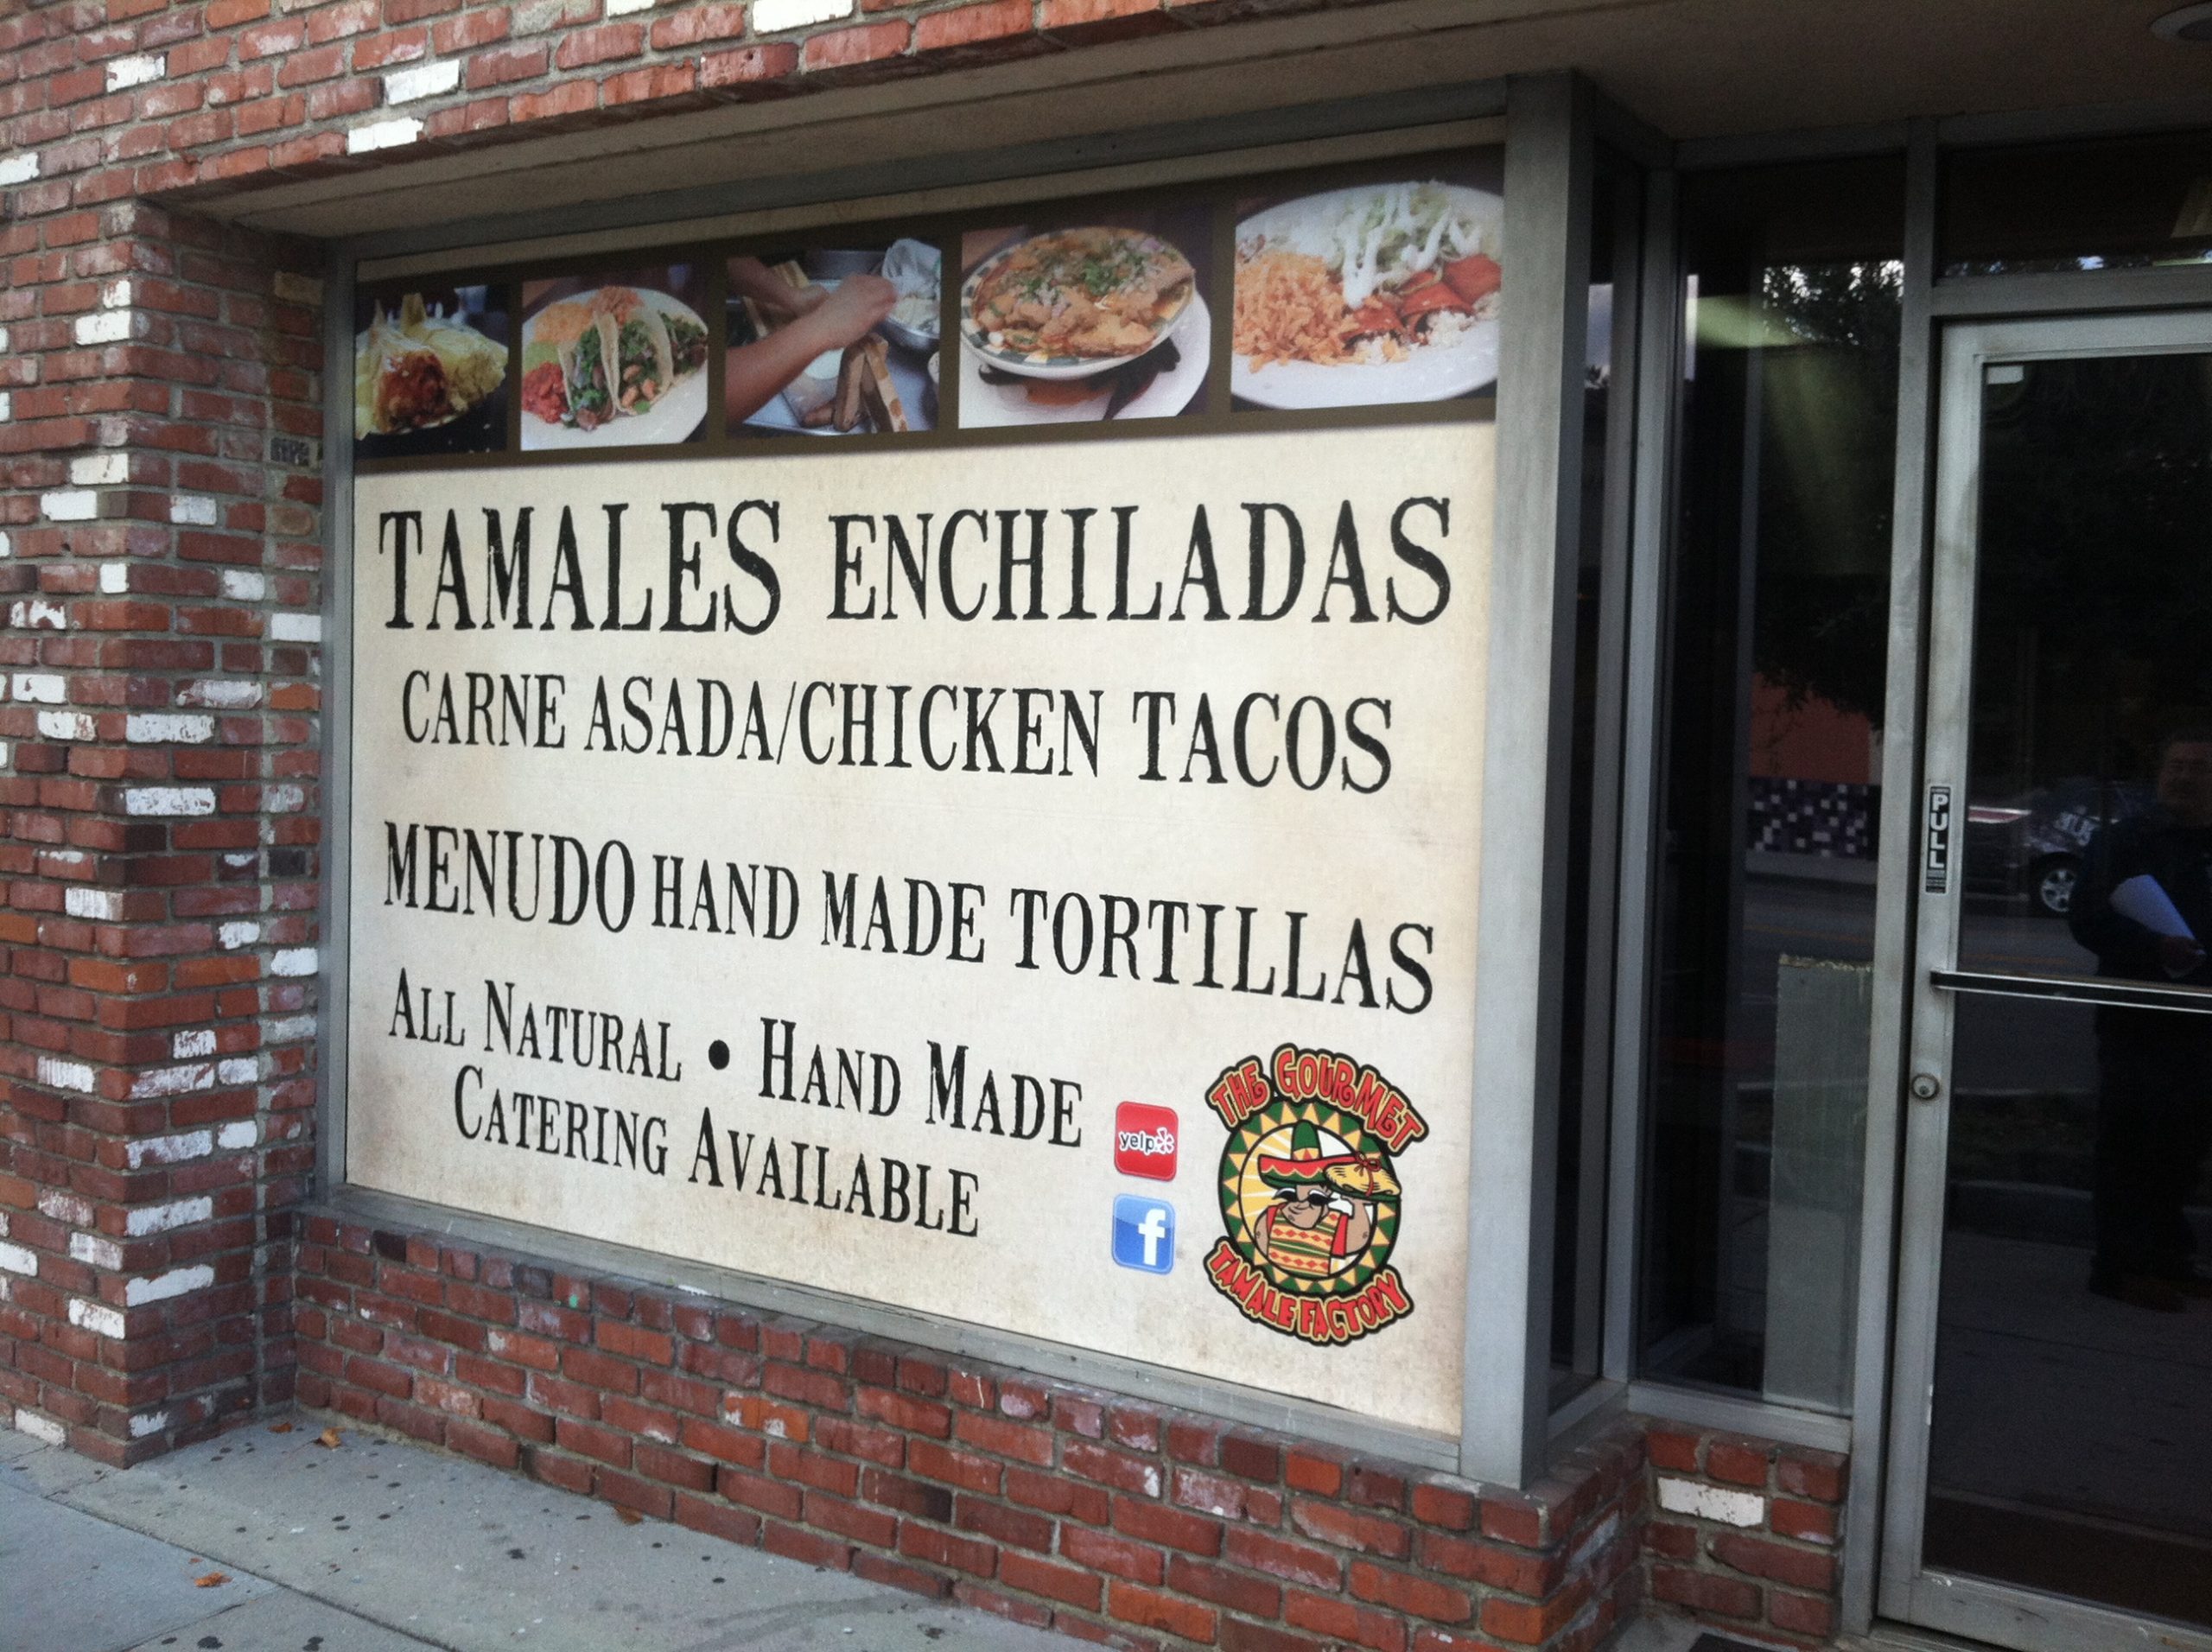 TAMALES ENCHILADAS
CARNE ASADA/CHICKEN TACOS
MENUDO HAND MADE TORTILLAS
ALL NATURAL • HAND MADE
CATERING AVAILABLE
yelp
f
THE GOURMET
TAMALE FACTORY
PULL